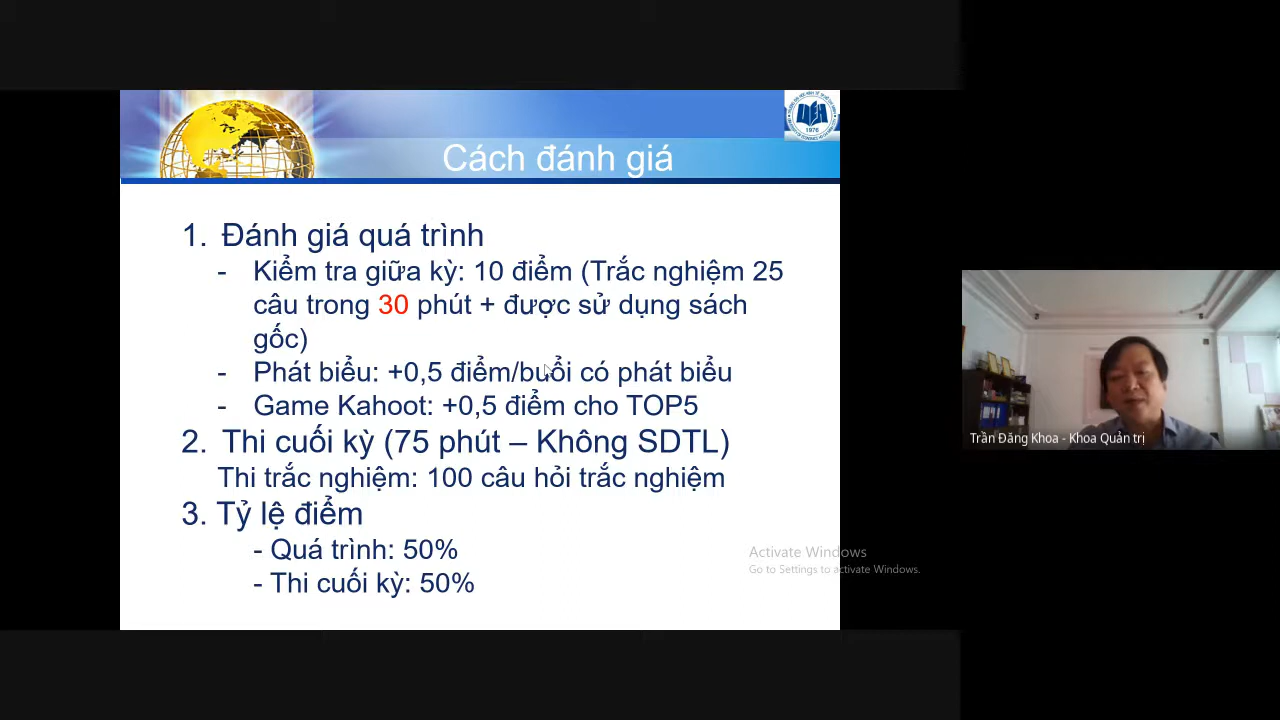 Cách đánh giá
1. Đánh giá quá trình
- Kiểm tra giữa kỳ: 10 điểm (Trắc nghiệm 25
câu trong 30 phút + được sử dụng sách
gốc)
- Phát biểu: +0,5 điểm/buổi có phát biểu
- Game Kahoot: +0,5 điểm cho TOP5
2. Thi cuối kỳ (75 phút – Không SDTL)
Thi trắc nghiệm: 100 câu hỏi trắc nghiệm
3. Tỷ lệ điểm
- Quá trình: 50%
- Thi cuối kỳ: 50%
1976
Trần Đăng Khoa - Khoa Quản trị
Activate Windows
Go to Settings to activate Windows.